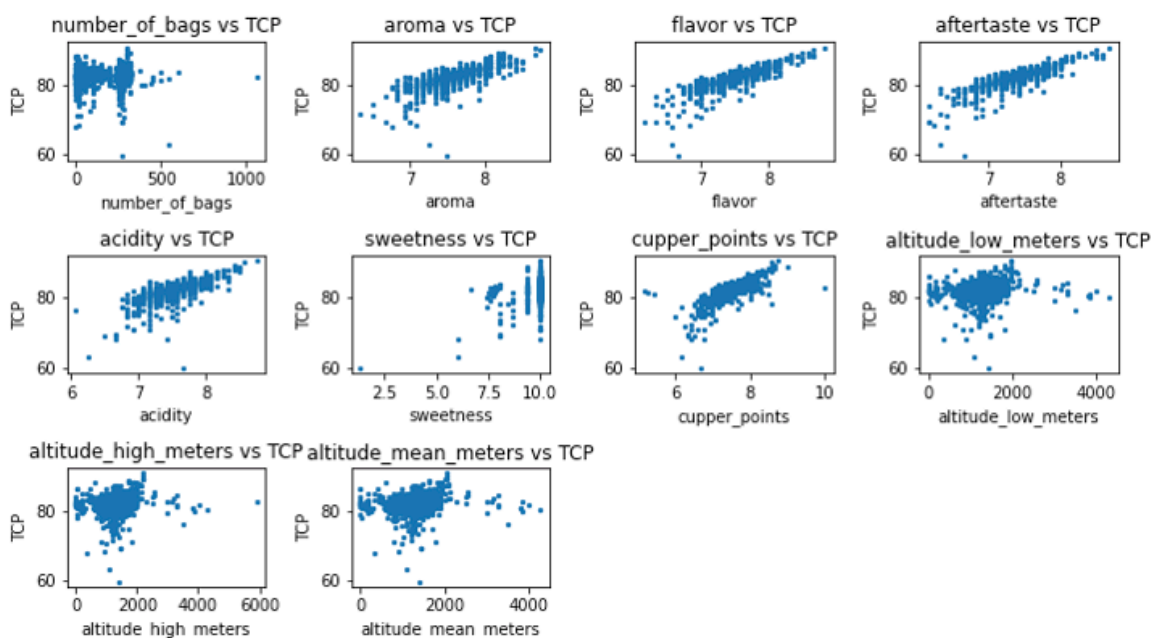 number_of_bags vs TCP
aroma vs TCP
flavor vs TCP
aftertaste vs TCP
TCP
80
60
0
500
1000
number_of_bags
TCP
80
60
7
8
aroma
TCP
80
60
7
8
flavor
TCP
80
60
7
8
aftertaste
acidity vs TCP
sweetness vs TCP
cupper_points vs TCP
altitude_low_meters vs TCP
TCP
80
60
6
7
8
acidity
TCP
80
60
2.5
5.0
7.5
10.0
sweetness
TCP
80
60
6
8
10
cupper_points
TCP
80
60
0
2000
4000
altitude_low_meters
altitude_high_meters vs TCP
altitude_mean_meters vs TCP
TCP
80
60
0
2000
4000
6000
altitude_high_meters
TCP
80
60
0
2000
4000
altitude_mean_meters